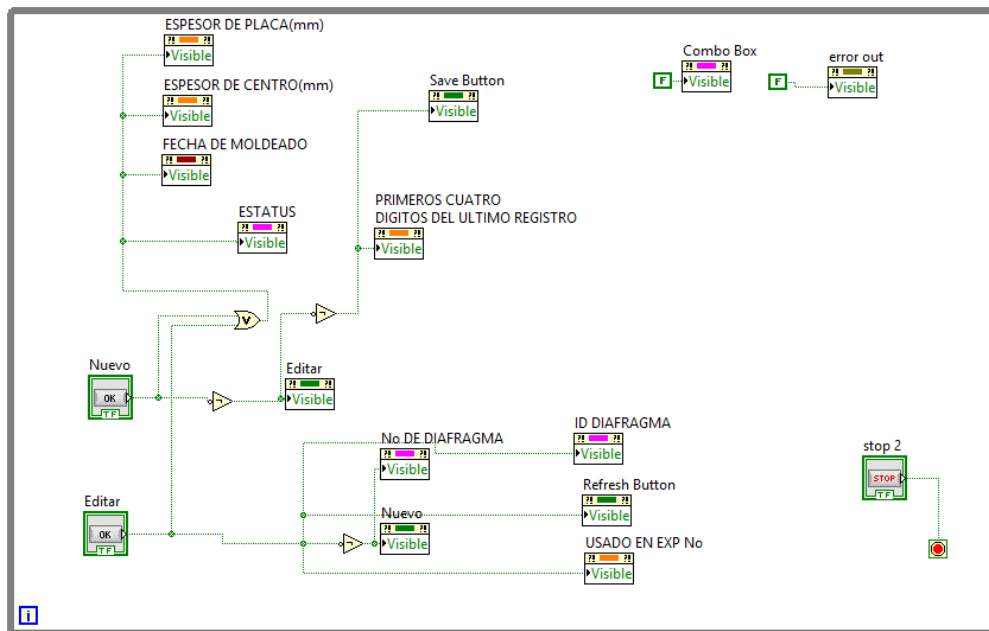 ESPESOR DE PLACA(mm)
?! ?!
Visible
ESPESOR DE CENTRO(mm)
?! ?!
Visible
FECHA DE MOLDEADO
?! ?!
Visible
ESTATUS
?! ?!
Visible
Save Button
?! ?!
Visible
PRIMEROS CUATRO
DIGITOS DEL ULTIMO REGISTRO
?! ?!
Visible
Combo Box
?! ?!
F
Visible
error out
?! ?!
F
Visible
V
Nuevo
OK
TF
Editar
?! ?!
Visible
No DE DIAFRAGMA
?! ?!
Visible
ID DIAFRAGMA
?! ?!
Visible
Editar
OK
TF
Nuevo
?! ?!
Visible
Refresh Button
?! ?!
Visible
USADO EN EXP No
?! ?!
Visible
stop 2
STOP
TF
i